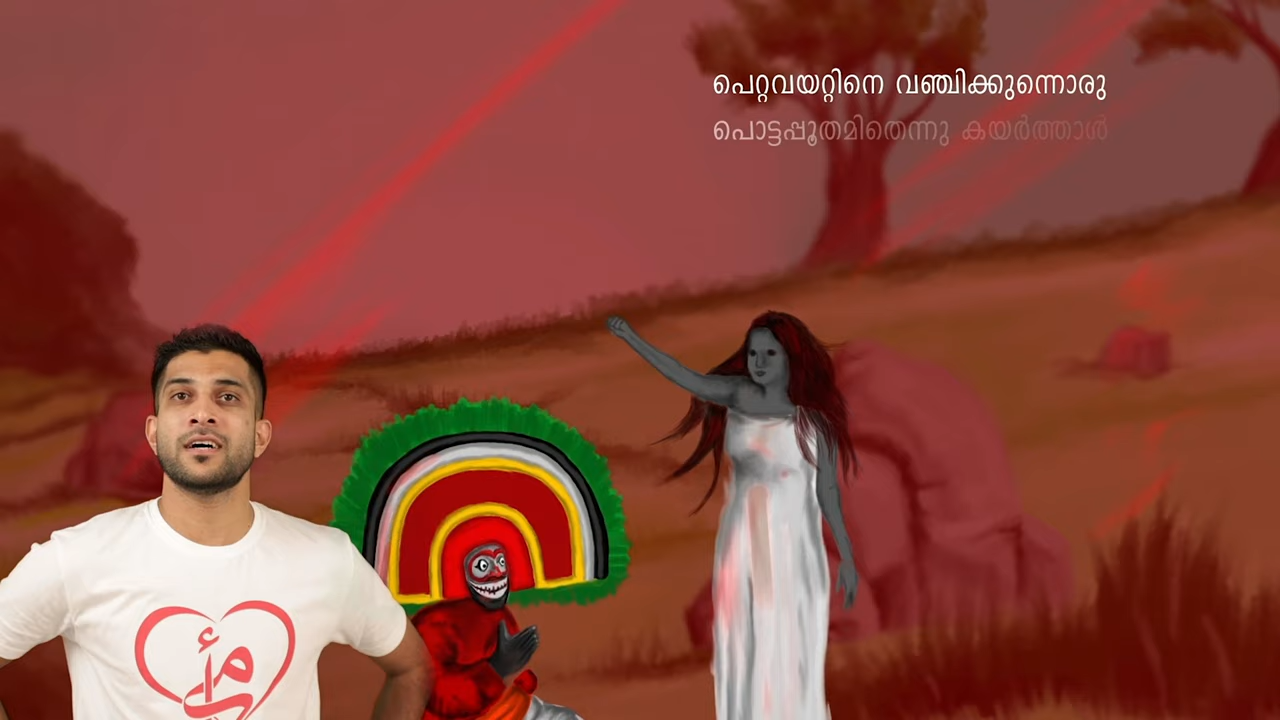 പെറ്റവയറ്റിനെ വഞ്ചിക്കുന്നൊരു
പൊട്ടപ്പൂതമിതെന്നു കയർത്താൾ